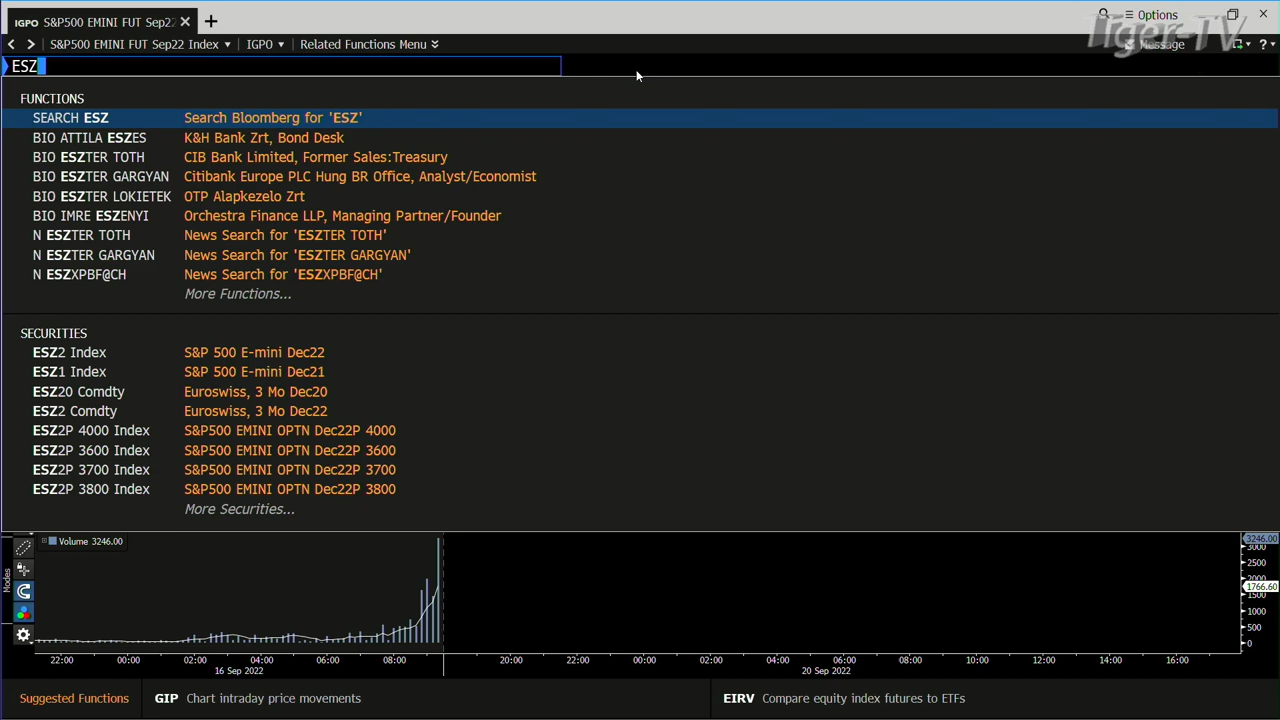 IGPO S&P500 EMINI FUT Sep22
Options
S&P500 EMINI FUT Sep22 Index IGPO Related Functions Menu Message ?
Tiger-TV
ESZ
FUNCTIONS
SEARCH ESZ Search Bloomberg for 'ESZ'
BIO ATTILA ESZES K&H Bank Zrt, Bond Desk
BIO ESZTER TOTH CIB Bank Limited, Former Sales:Treasury
BIO ESZTER GARGYAN Citibank Europe PLC Hung BR Office, Analyst/Economist
BIO ESZTER LOKIETEK OTP Alapkezelo Zrt
BIO IMRE ESZENYI Orchestra Finance LLP, Managing Partner/Founder
N ESZTER TOTH News Search for 'ESZTER TOTH'
N ESZTER GARGYAN News Search for 'ESZTER GARGYAN'
N ESZXPBF@CH News Search for 'ESZXPBF@CH'
More Functions...
SECURITIES
ESZ2 Index S&P 500 E-mini Dec22
ESZ1 Index S&P 500 E-mini Dec21
ESZ20 Comdty Euroswiss, 3 Mo Dec20
ESZ2 Comdty Euroswiss, 3 Mo Dec22
ESZ2P 4000 Index S&P500 EMINI OPTN Dec22P 4000
ESZ2P 3600 Index S&P500 EMINI OPTN Dec22P 3600
ESZ2P 3700 Index S&P500 EMINI OPTN Dec22P 3700
ESZ2P 3800 Index S&P500 EMINI OPTN Dec22P 3800
More Securities...
Volume 3246.00
3246.00
3000
2500
2000
1766.60
1500
1000
500
0
Modes
22:00 00:00 02:00 04:00 06:00 08:00 20:00 22:00 00:00 02:00 04:00 06:00 08:00 10:00 12:00 14:00 16:00
16 Sep 2022 20 Sep 2022
Suggested Functions GIP Chart intraday price movements EIRV Compare equity index futures to ETFs